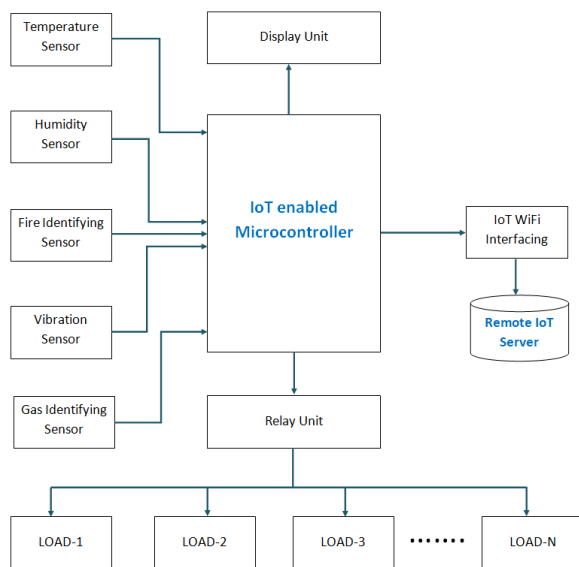 Temperature
Sensor
Display Unit
Humidity
Sensor
IoT enabled
Microcontroller
Fire Identifying
Sensor
IoT WiFi
Interfacing
Vibration
Sensor
Remote IoT
Server
Gas Identifying
Sensor
Relay Unit
LOAD-1
LOAD-2
LOAD-3
.......
LOAD-N